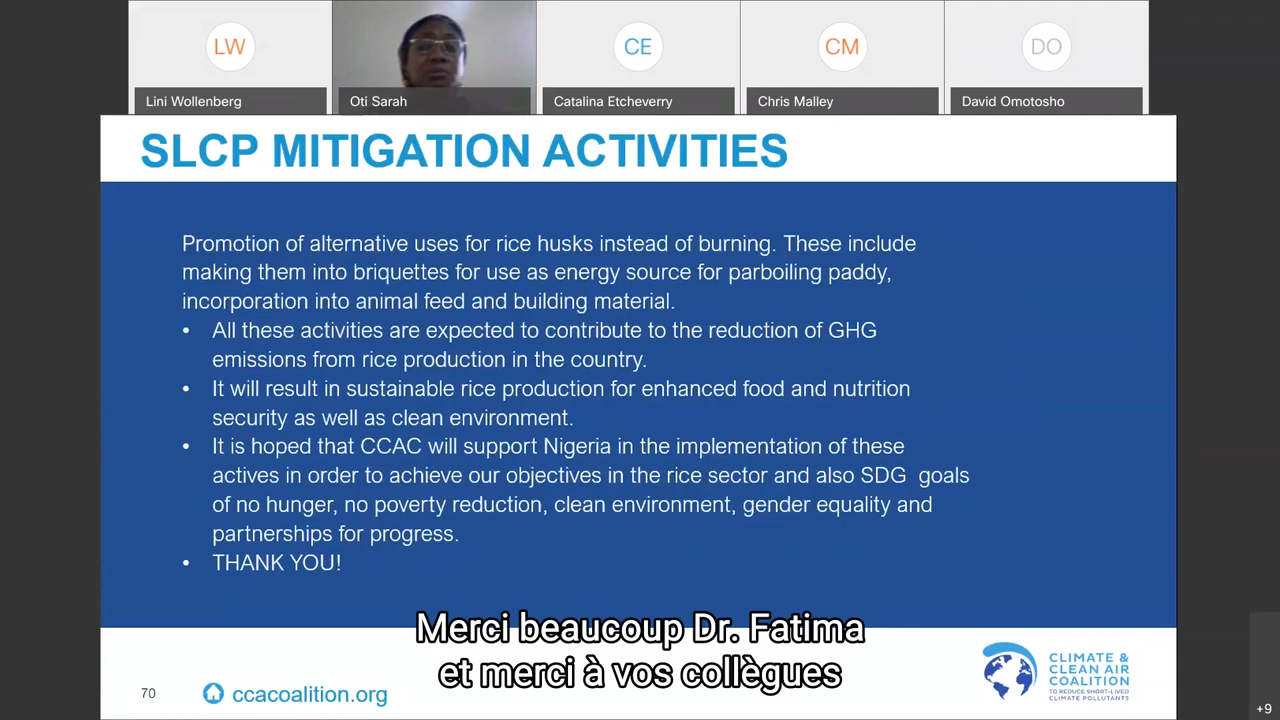 LW
CE
CM
DO
Lini Wollenberg
Oti Sarah
Catalina Etcheverry
Chris Malley
David Omotosho
SLCP MITIGATION ACTIVITIES
Promotion of alternative uses for rice husks instead of burning. These include
making them into briquettes for use as energy source for parboiling paddy,
incorporation into animal feed and building material.
• All these activities are expected to contribute to the reduction of GHG
emissions from rice production in the country.
• It will result in sustainable rice production for enhanced food and nutrition
security as well as clean environment.
• It is hoped that CCAC will support Nigeria in the implementation of these
actives in order to achieve our objectives in the rice sector and also SDG goals
of no hunger, no poverty reduction, clean environment, gender equality and
partnerships for progress.
• THANK YOU!
Merci beaucoup Dr. Fatima
et merci à vos collègues
70
ccacoalition.org
CLIMATE &
CLEAN AIR
COALITION
TO REDUCE SHORT-LIVED
CLIMATE POLLUTANTS
+9